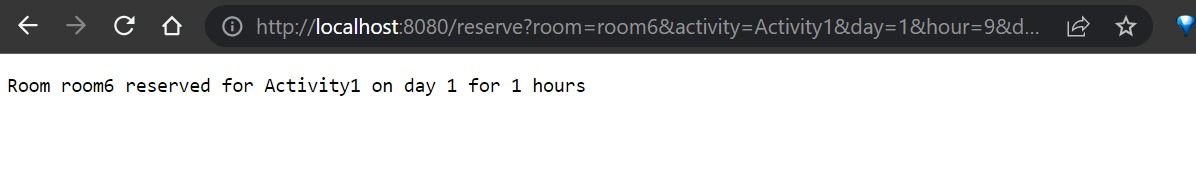 http://localhost:8080/reserve?room=room6&activity=Activity1&day=1&hour=9&d...
Room room6 reserved for Activity1 on day 1 for 1 hours